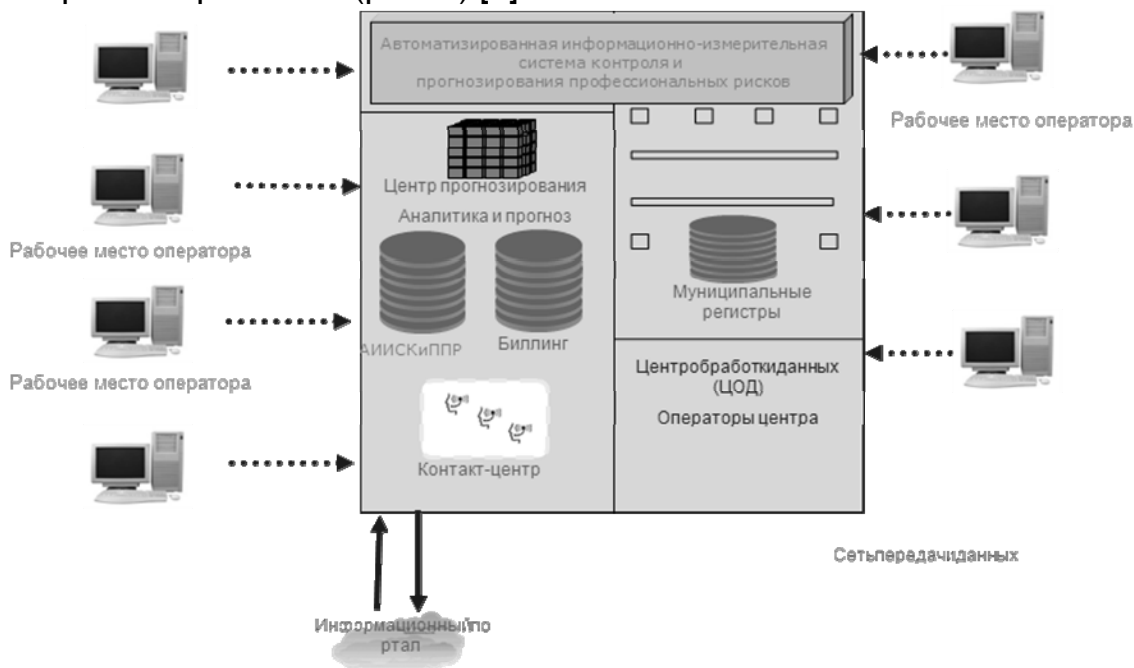 Автоматизированная информационно-измерительная
система контроля и
прогнозирования профессиональных рисков
Рабочее место оператора
Центр прогнозирования
Аналитика и прогноз
Рабочее место оператора
Муниципальные
регистры
АИИСКиППР
Биллинг
Рабочее место оператора
Центробработкиданных
(ЦОД)
Операторы центра
Контакт-центр
Сетьпередачиданных
Информационныйпо
ртал